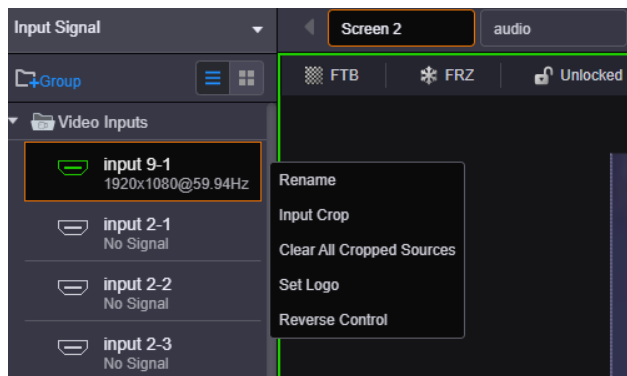 Input Signal
Screen 2
audio
Group
FTB
FRZ
Unlocked
Video Inputs
input 9-1
1920x1080@59.94Hz
input 2-1
No Signal
input 2-2
No Signal
input 2-3
No Signal
Rename
Input Crop
Clear All Cropped Sources
Set Logo
Reverse Control